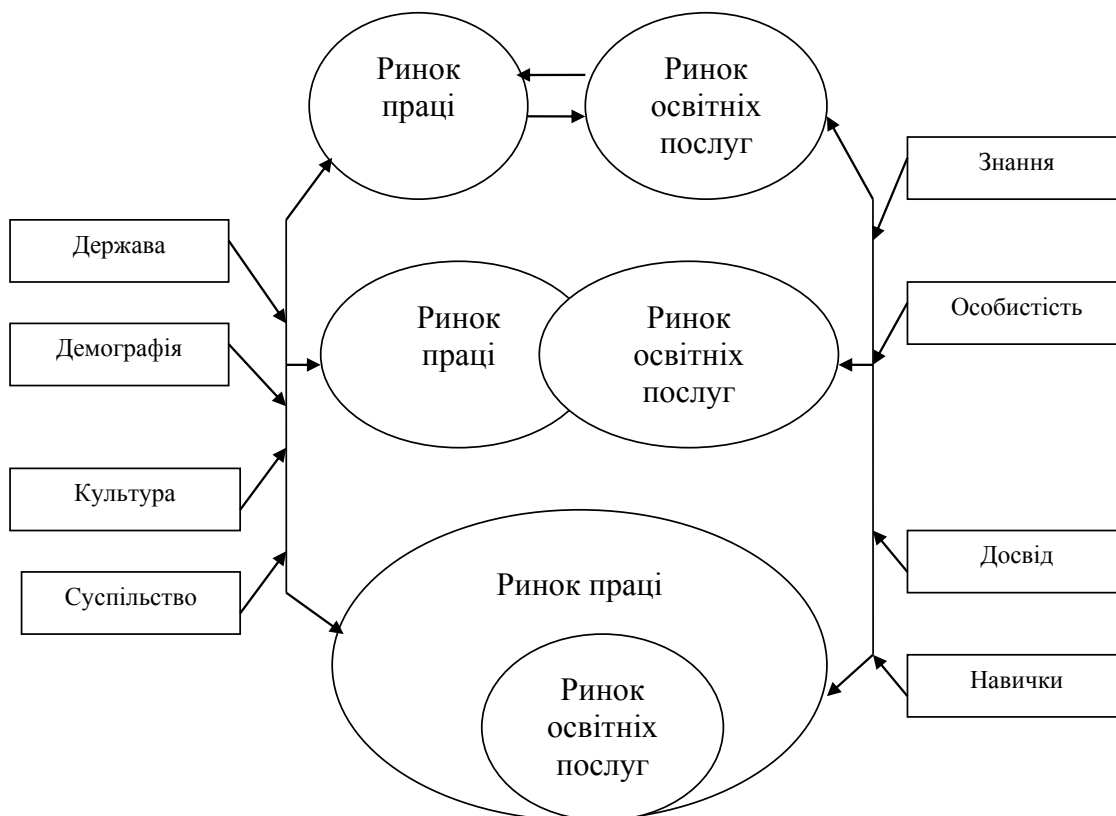 Ринок
праці
Ринок
освітніх
послуг
Знання
Держава
Особистість
Демографія
Ринок
праці
Ринок
освітніх
послуг
Культура
Досвід
Суспільство
Ринок праці
Навички
Ринок
освітніх
послуг